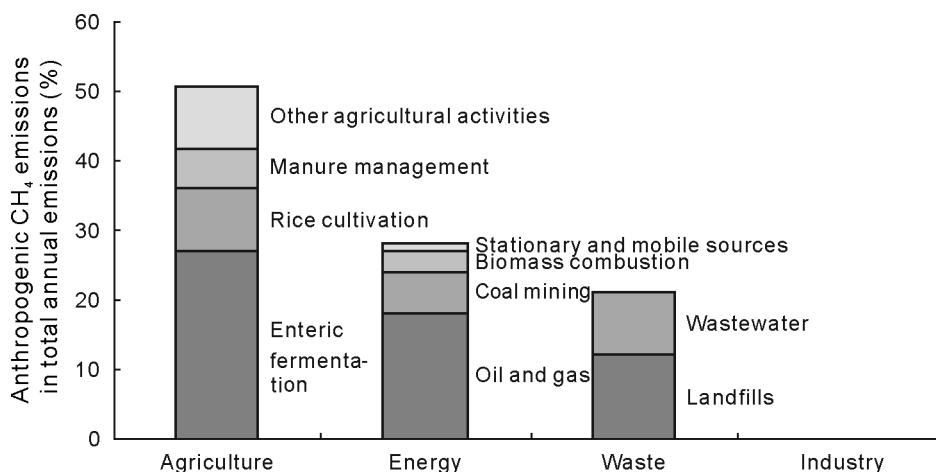 Anthropogenic CH₄ emissions
in total annual emissions (%)
60
50
40
30
20
10
0
Other agricultural activities
Manure management
Rice cultivation
Enteric
fermenta-
tion
Stationary and mobile sources
Biomass combustion
Coal mining
Oil and gas
Wastewater
Landfills
Agriculture
Energy
Waste
Industry